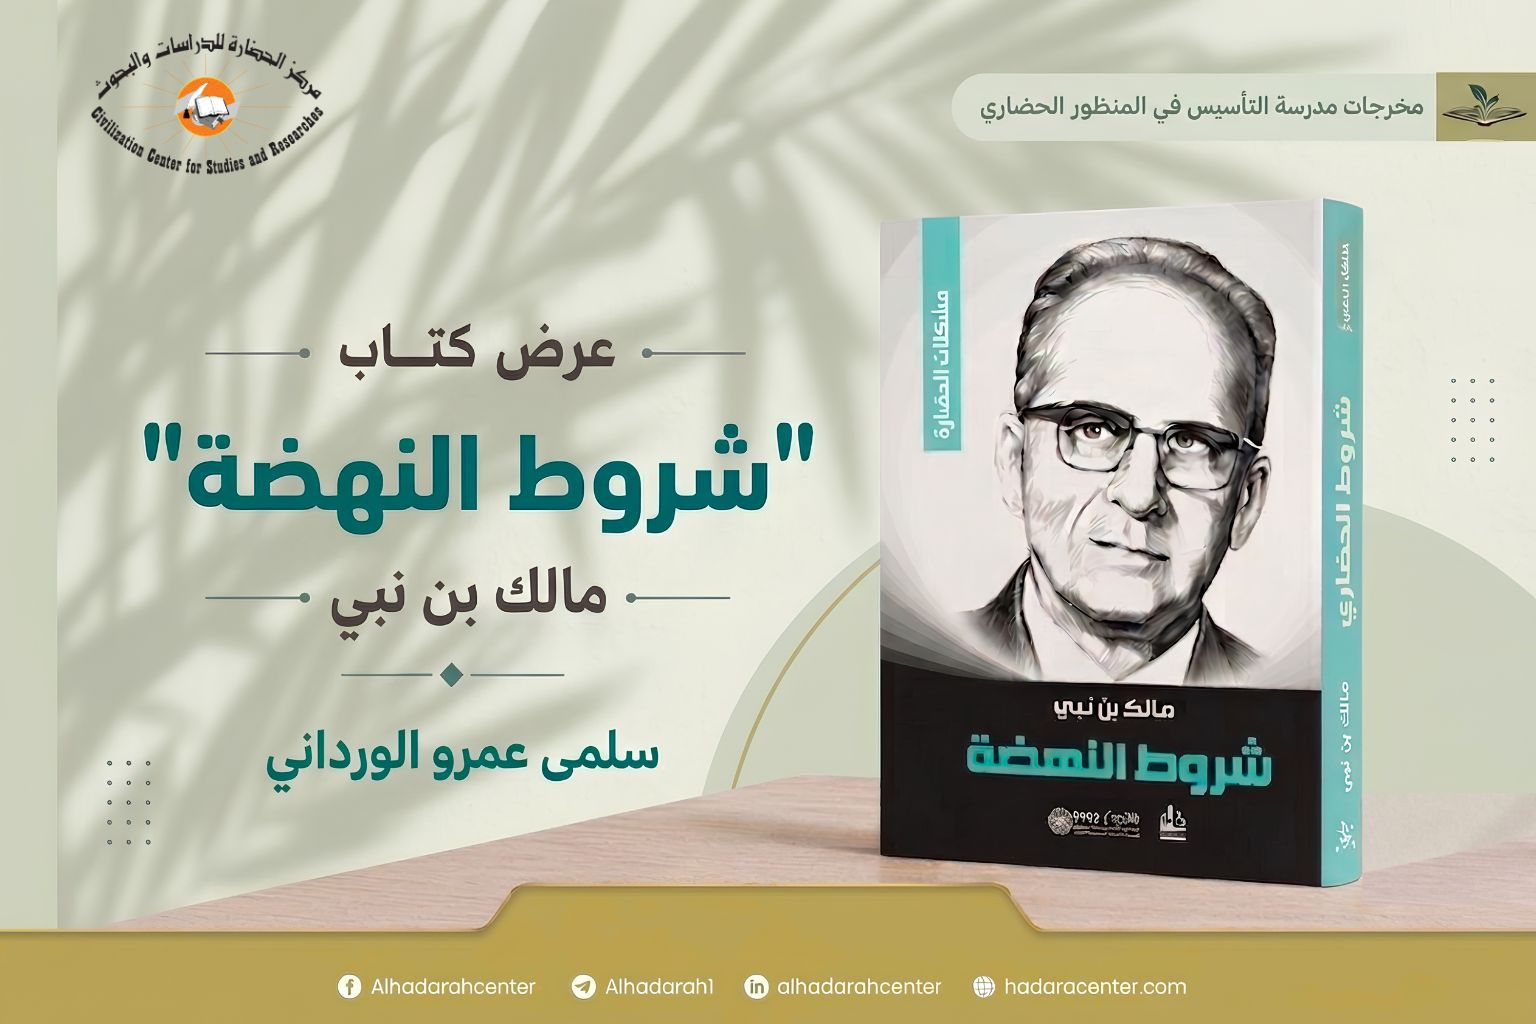 مركز الحضارة للدراسات والبحوث
Civilization Center for Studies and Researches
مخرجات مدرسة التأسيس في المنظور الحضاري
عرض كتــاب
"شروط النهضة"
مالك بن نبي
سلمى عمرو الورداني
مشكلات الحضارة
مالك بن نبي
شروط النهضة
شروط الحضاري
مالك بن نبي
Alhadarahcenter
Alhadarah1
alhadarahcenter
hadaracenter.com